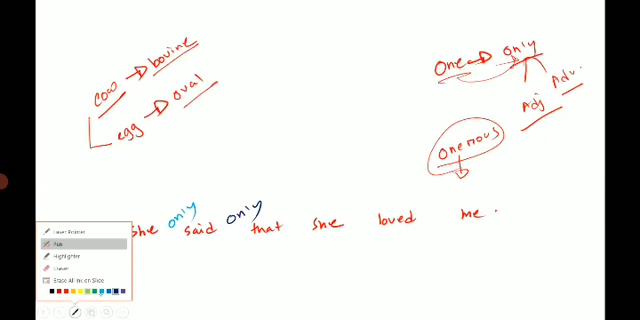 cow → bovine
egg → oval
One → only
Adj Adv.
onerous
only only
she said that she loved me.
Laser Pointer
Pen
Highlighter
Eraser
Erase All Ink on Slide